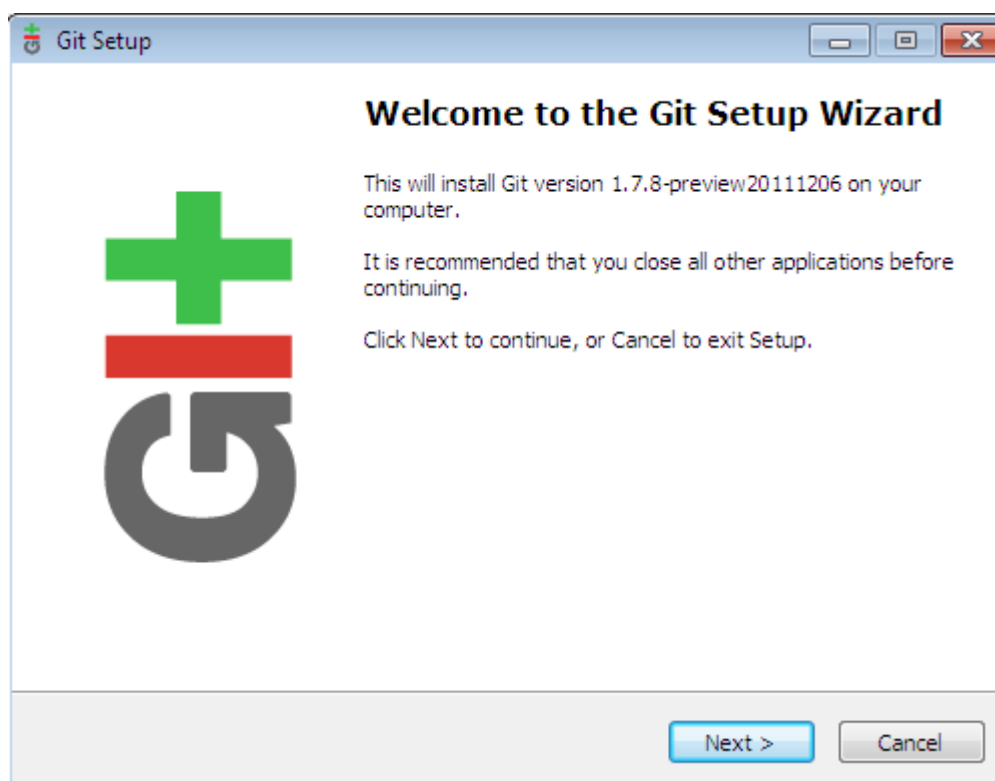 Git Setup
Welcome to the Git Setup Wizard
This will install Git version 1.7.8-preview20111206 on your
computer.
It is recommended that you close all other applications before
continuing.
Click Next to continue, or Cancel to exit Setup.
Git
Next >
Cancel